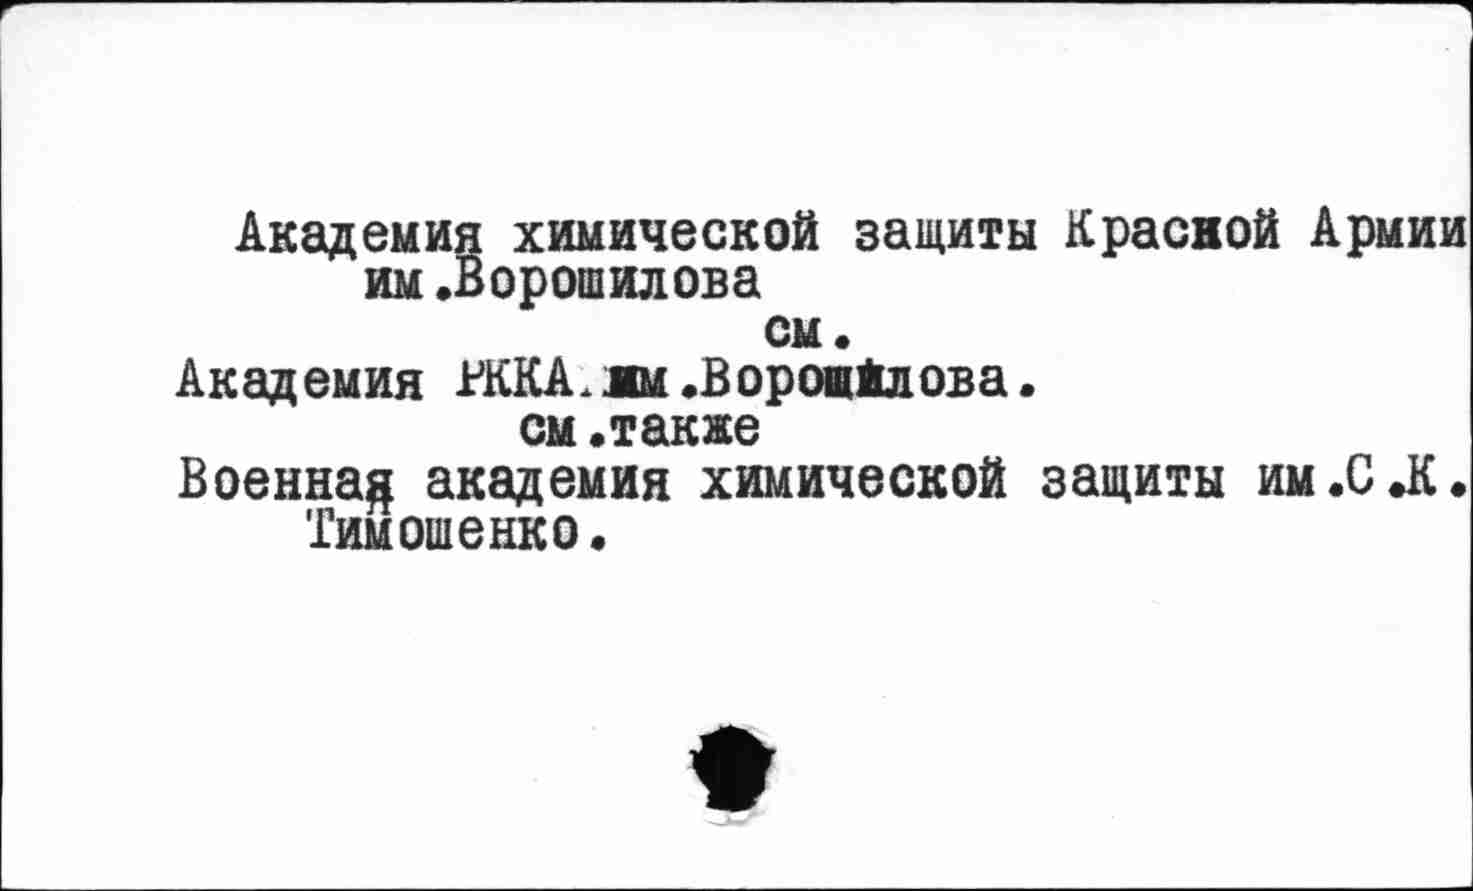 Академия химической защиты Красной Армии
им.Ворошилова
см.
Академия РККА.им.Ворошилова.
см.также
Военная академия химической защиты им.С.К.
Тимошенко.